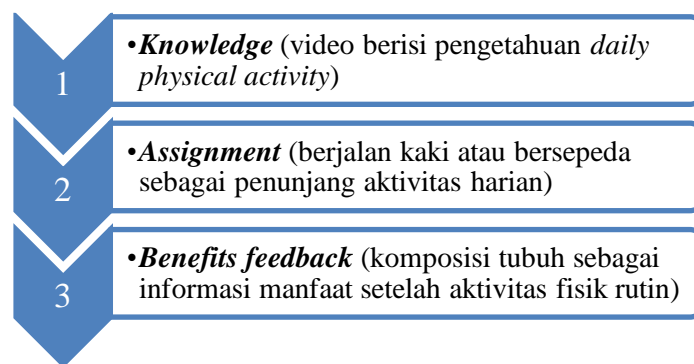 1
•Knowledge (video berisi pengetahuan daily
physical activity)
2
•Assignment (berjalan kaki atau bersepeda
sebagai penunjang aktivitas harian)
3
•Benefits feedback (komposisi tubuh sebagai
informasi manfaat setelah aktivitas fisik rutin)